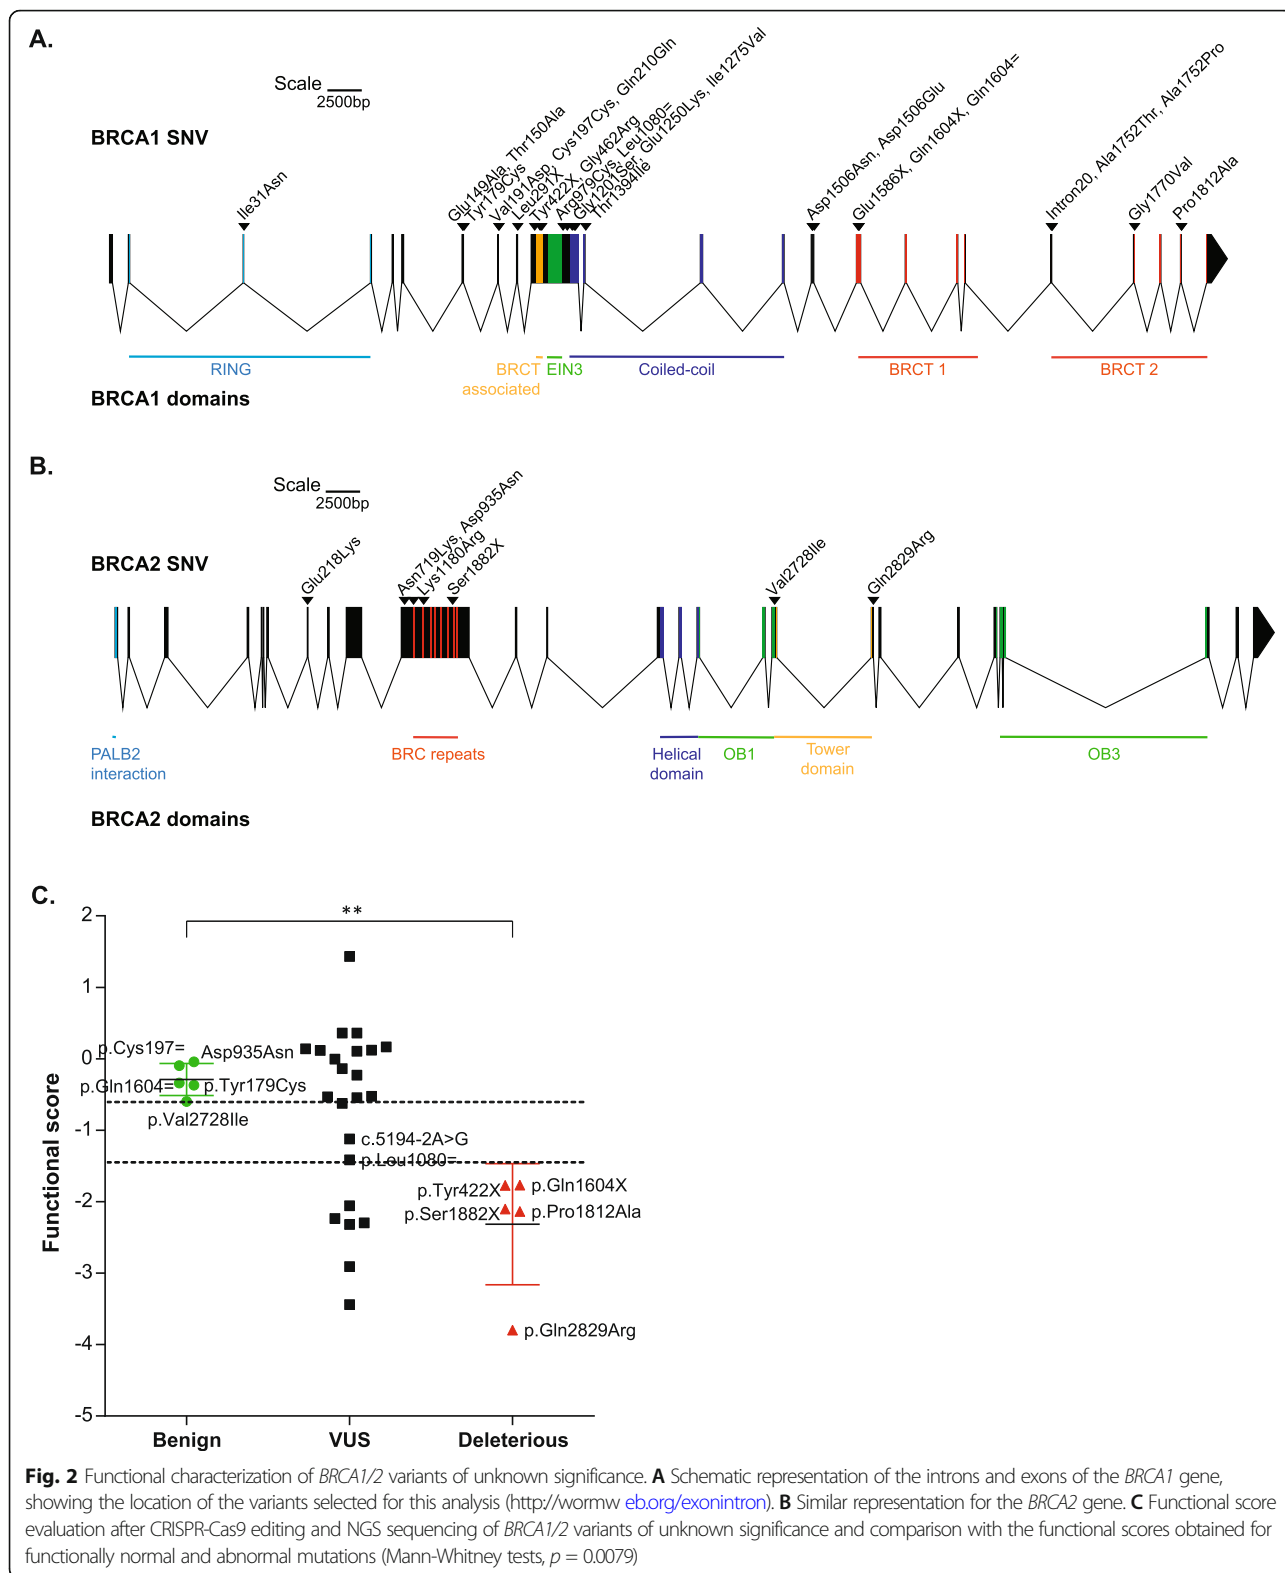 A.
Scale
2500bp
BRCA1 SNV
Ile31Asn
Glu149Ala, Thr150Ala
Tyr179Cys
Val191Asp, Cys197Cys, Gln210Gln
Leu291X
Tyr422X, Gly462Arg
Arg979Cys, Leu1080=
Gly1201Ser, Glu1250Lys, Ile1275Val
Thr1394Ile
Asp1506Asn, Asp1506Glu
Glu1586X, Gln1604X, Gln1604=
Intron20, Ala1752Thr, Ala1752Pro
Gly1770Val
Pro1812Ala
RING
BRCT
associated
EIN3
Coiled-coil
BRCT 1
BRCT 2
BRCA1 domains
B.
Scale
2500bp
BRCA2 SNV
Glu218Lys
Asn719Lys, Asp935Asn
Lys1180Arg
Ser1882X
Val2728Ile
Gln2829Arg
PALB2
interaction
BRC repeats
Helical
domain
OB1
Tower
domain
OB3
BRCA2 domains
C.
Functional score
2
1
0
-1
-2
-3
-4
-5
**
p.Cys197=
Asp935Asn
p.Gln1604=
p.Tyr179Cys
p.Val2728Ile
c.5194-2A>G
p.Leu1080=
p.Tyr422X
p.Gln1604X
p.Ser1882X
p.Pro1812Ala
p.Gln2829Arg
Benign
VUS
Deleterious
Fig. 2 Functional characterization of BRCA1/2 variants of unknown significance. A Schematic representation of the introns and exons of the BRCA1 gene,
showing the location of the variants selected for this analysis (http://wormw eb.org/exonintron). B Similar representation for the BRCA2 gene. C Functional score
evaluation after CRISPR-Cas9 editing and NGS sequencing of BRCA1/2 variants of unknown significance and comparison with the functional scores obtained for
functionally normal and abnormal mutations (Mann-Whitney tests, p = 0.0079)